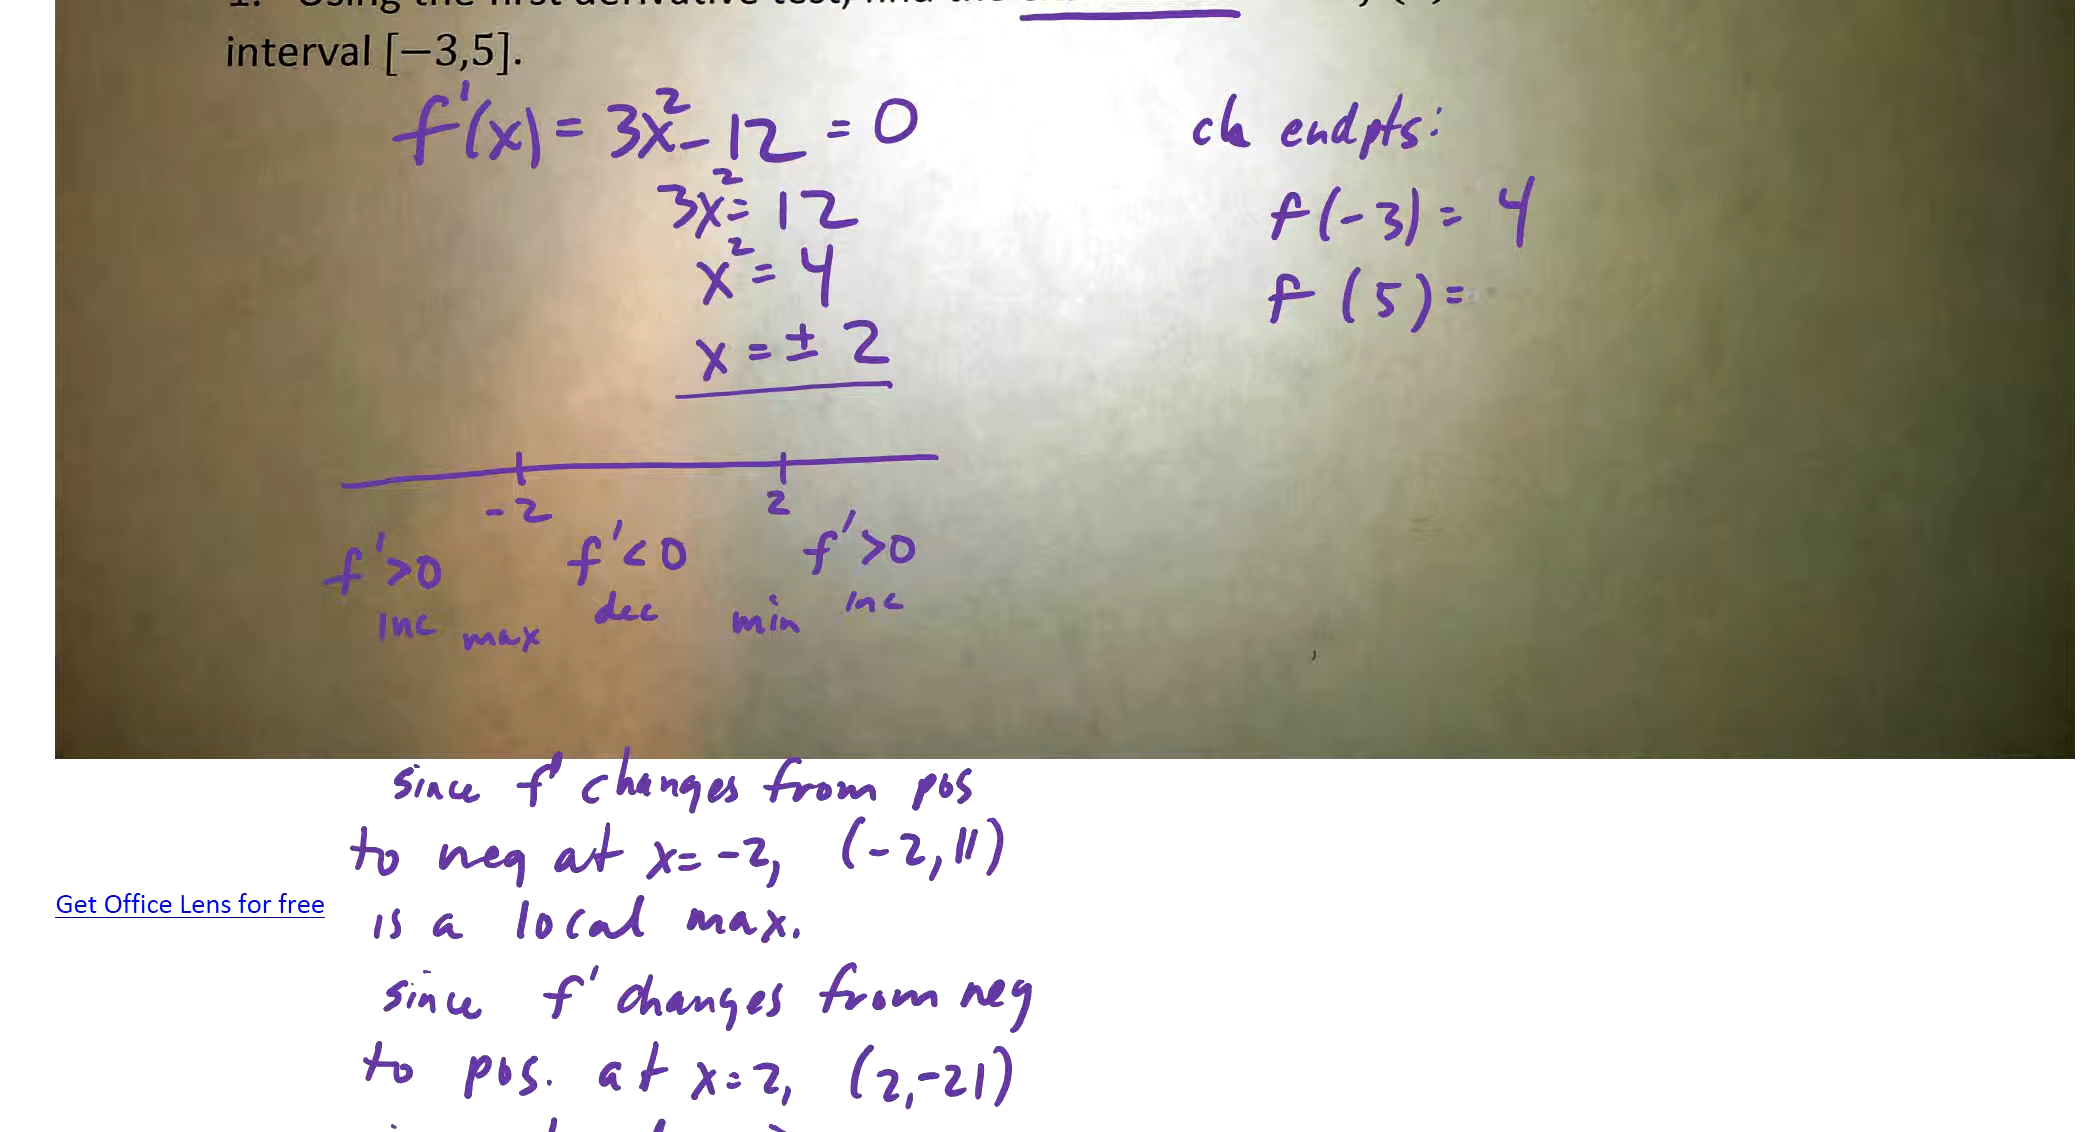 interval [−3,5].
f'(x) = 3x² - 12 = 0
3x² = 12
x² = 4
x = ± 2
ck endpts:
f(-3) = 4
f(5) =
-2 2
f'>0 f'<0 f'>0
inc max dec min inc
since f' changes from pos
to neg at x=-2, (-2,11)
is a local max.
since f' changes from neg
to pos. at x=2, (2,-21)
Get Office Lens for free